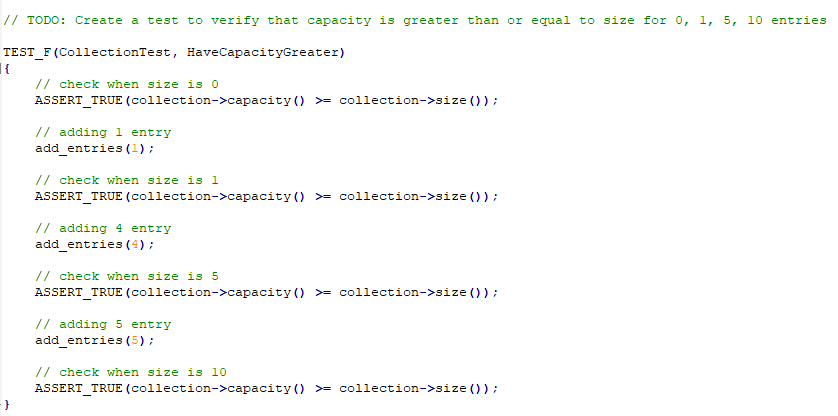 // TODO: Create a test to verify that capacity is greater than or equal to size for 0, 1, 5, 10 entries
TEST_F(CollectionTest, HaveCapacityGreater)
{
// check when size is 0
ASSERT_TRUE(collection->capacity() >= collection->size());
// adding 1 entry
add_entries(1);
// check when size is 1
ASSERT_TRUE(collection->capacity() >= collection->size());
// adding 4 entry
add_entries(4);
// check when size is 5
ASSERT_TRUE(collection->capacity() >= collection->size());
// adding 5 entry
add_entries(5);
// check when size is 10
ASSERT_TRUE(collection->capacity() >= collection->size());
}